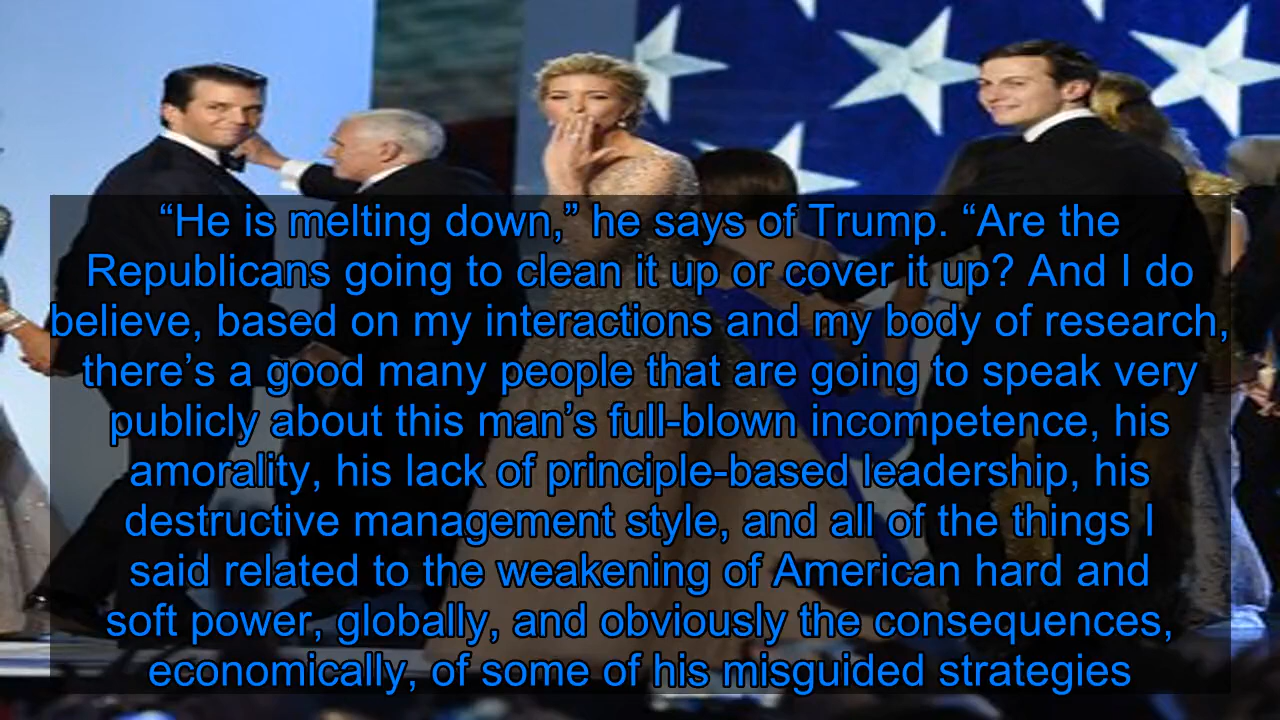 “He is melting down,” he says of Trump. “Are the
Republicans going to clean it up or cover it up? And I do
believe, based on my interactions and my body of research,
there’s a good many people that are going to speak very
publicly about this man’s full-blown incompetence, his
amorality, his lack of principle-based leadership, his
destructive management style, and all of the things I
said related to the weakening of American hard and
soft power, globally, and obviously the consequences,
economically, of some of his misguided strategies